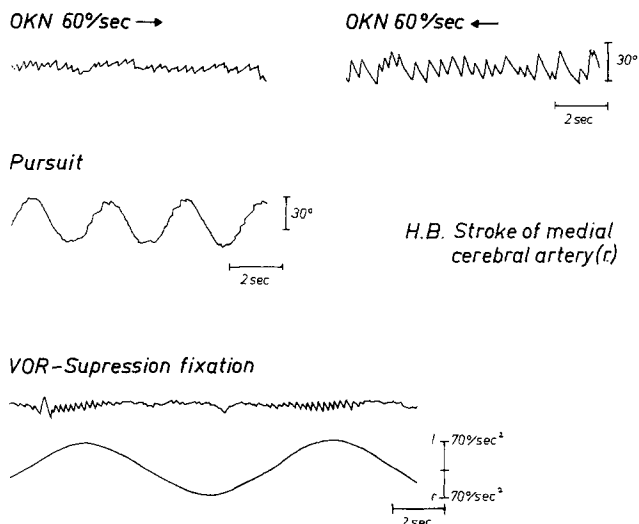 OKN 60°/sec →
OKN 60°/sec ←
30°
2 sec
Pursuit
30°
2 sec
H.B. Stroke of medial
cerebral artery (r.)
VOR-Supression fixation
l 70°/sec²
r 70°/sec²
2 sec